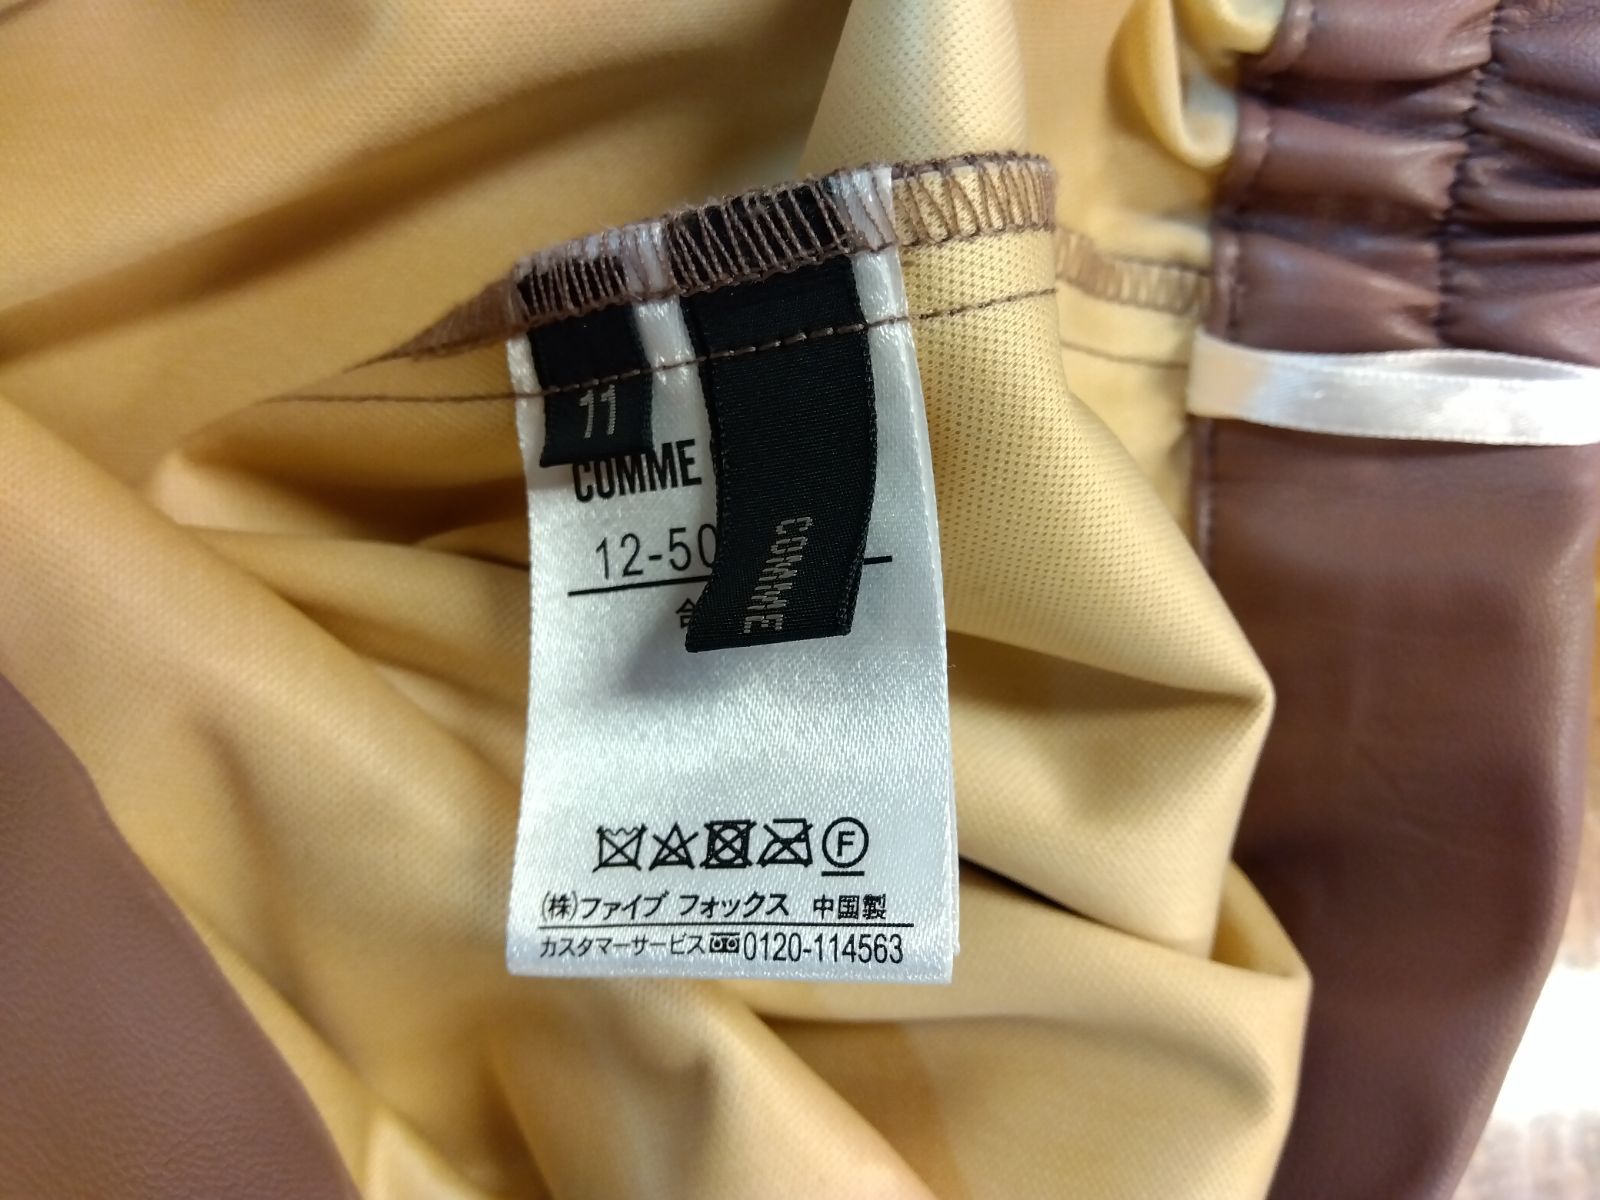 11
COMME
12-50
合
COMME
F
(株)ファイブ フォックス 中国製
カスタマーサービス 0120-114563